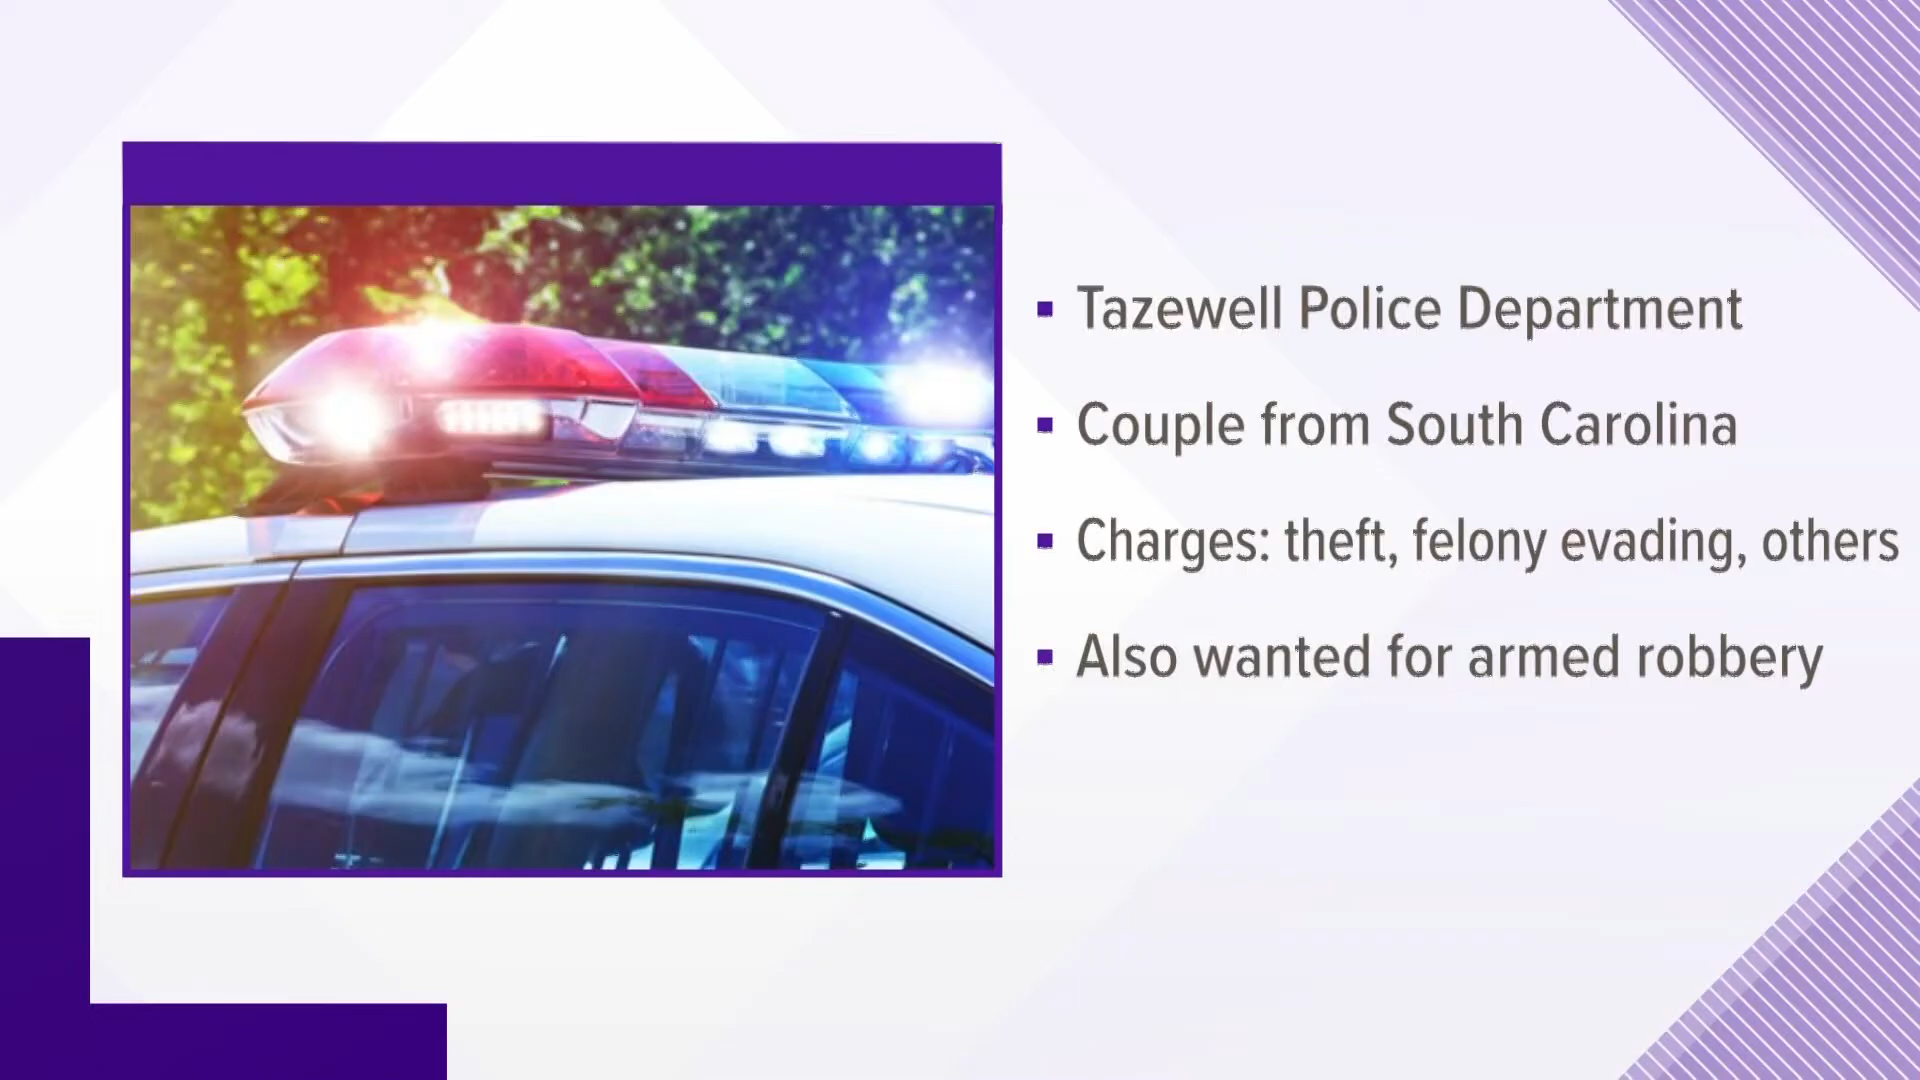 Tazewell Police Department
Couple from South Carolina
Charges: theft, felony evading, others
Also wanted for armed robbery